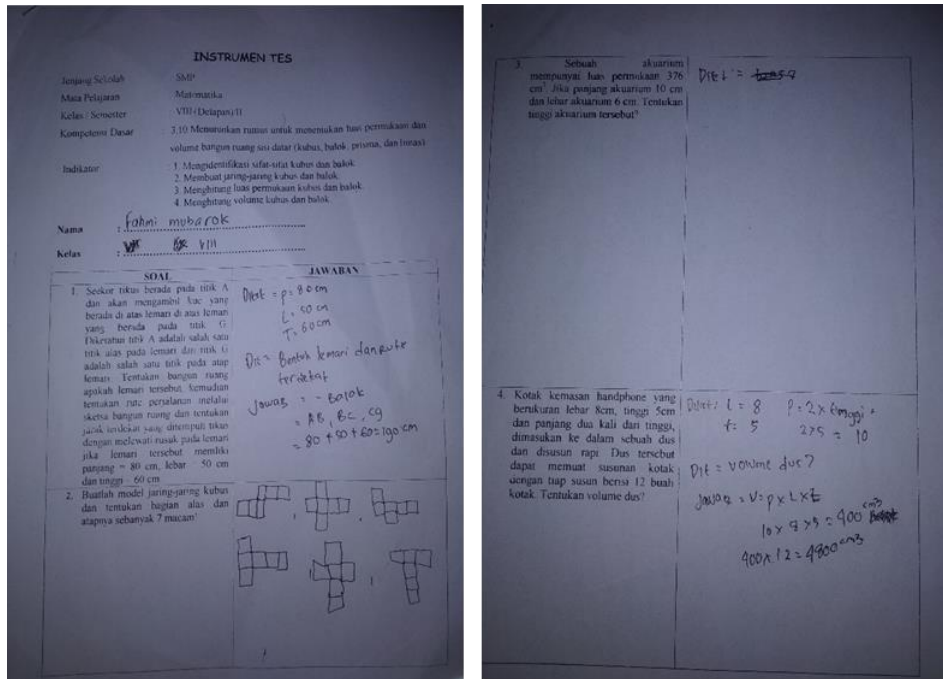 INSTRUMEN TES
Jenjang Sekolah : SMP
Mata Pelajaran : Matematika
Kelas / Semester : VIII (Delapan)/II
Kompetensi Dasar : 3.10 Menurunkan rumus untuk menentukan luas permukaan dan
volume bangun ruang sisi datar (kubus, balok, prisma, dan limas)
Indikator : 1. Mengidentifikasi sifat-sifat kubus dan balok
2. Membuat jaring-jaring kubus dan balok.
3. Menghitung luas permukaan kubus dan balok.
4. Menghitung volume kubus dan balok.
Nama : fahmi mubarok
Kelas : VIII
SOAL
1. Seekor tikus berada pada titik A
dan akan mengambil kue yang
berada di atas lemari di atas lemari
yang berada pada titik G.
Diketahui titik A adalah salah satu
titik alas pada lemari dan titik G
adalah salah satu titik pada atap
lemari. Tentukan bangun ruang
apakah lemari tersebut, kemudian
tentukan rute perjalanan melalui
sketsa bangun ruang dan tentukan
jarak terdekat yang ditempuh tikus
dengan melewati rusuk pada lemari
jika lemari tersebut memiliki
panjang = 80 cm, lebar = 50 cm
dan tinggi = 60 cm
JAWABAN
Diket = p = 80 cm
L = 50 cm
T = 60 cm
Dit = Bentuk lemari dan rute
terdekat
Jawab = - Balok
= AB, BC, CG
= 80 + 50 + 60 = 190 cm
2. Buatlah model jaring-jaring kubus
dan tentukan bagian alas dan
atapnya sebanyak 7 macam!
3. Sebuah akuarium
mempunyai luas permukaan 376
cm². Jika panjang akuarium 10 cm
dan lebar akuarium 6 cm. Tentukan
tinggi akuarium tersebut?
Diket =
4. Kotak kemasan handphone yang
berukuran lebar 8cm, tinggi 5cm
dan panjang dua kali dari tinggi,
dimasukan ke dalam sebuah dus
dan disusun rapi. Dus tersebut
dapat memuat susunan kotak
dengan tiap susun berisi 12 buah
kotak. Tentukan volume dus?
Diket: L = 8 P = 2 x tinggi
t = 5 2 x 5 = 10
Dit = volume dus?
Jawab = V = p x L x t
10 x 8 x 5 = 400 cm3
400 x 12 = 4800 cm3